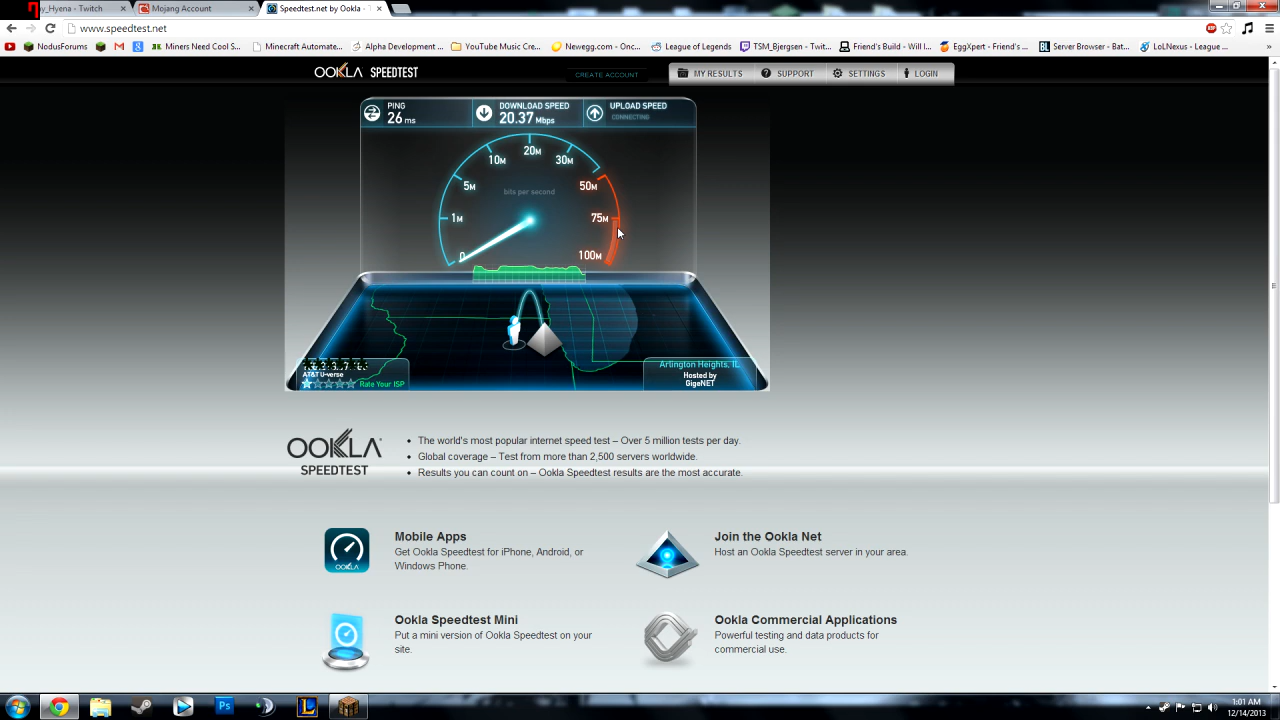 y_Hyena - Twitch
Mojang Account
Speedtest.net by Ookla - T
www.speedtest.net
NodusForums
Miners Need Cool S...
Minecraft Automate...
Alpha Development ...
YouTube Music Cre...
Newegg.com - Onc...
League of Legends
TSM_Bjergsen - Twit...
Friend's Build - Will I...
EggXpert - Friend's ...
Server Browser - Bat...
LoLNexus - League ...
»
OOKLA SPEEDTEST
CREATE ACCOUNT
MY RESULTS
SUPPORT
SETTINGS
LOGIN
PING
26 ms
DOWNLOAD SPEED
20.37 Mbps
UPLOAD SPEED
CONNECTING
20M
10M
30M
5M
50M
bits per second
1M
75M
0
100M
AT&T U-verse
Rate Your ISP
Arlington Heights, IL
Hosted by
GigeNET
OOKLA
SPEEDTEST
• The world's most popular internet speed test – Over 5 million tests per day.
• Global coverage – Test from more than 2,500 servers worldwide.
• Results you can count on – Ookla Speedtest results are the most accurate.
OOKLA
Mobile Apps
Get Ookla Speedtest for iPhone, Android, or
Windows Phone.
Join the Ookla Net
Host an Ookla Speedtest server in your area.
Ookla Speedtest Mini
Put a mini version of Ookla Speedtest on your
site.
Ookla Commercial Applications
Powerful testing and data products for
commercial use.
Ps
L
1:01 AM
12/14/2013